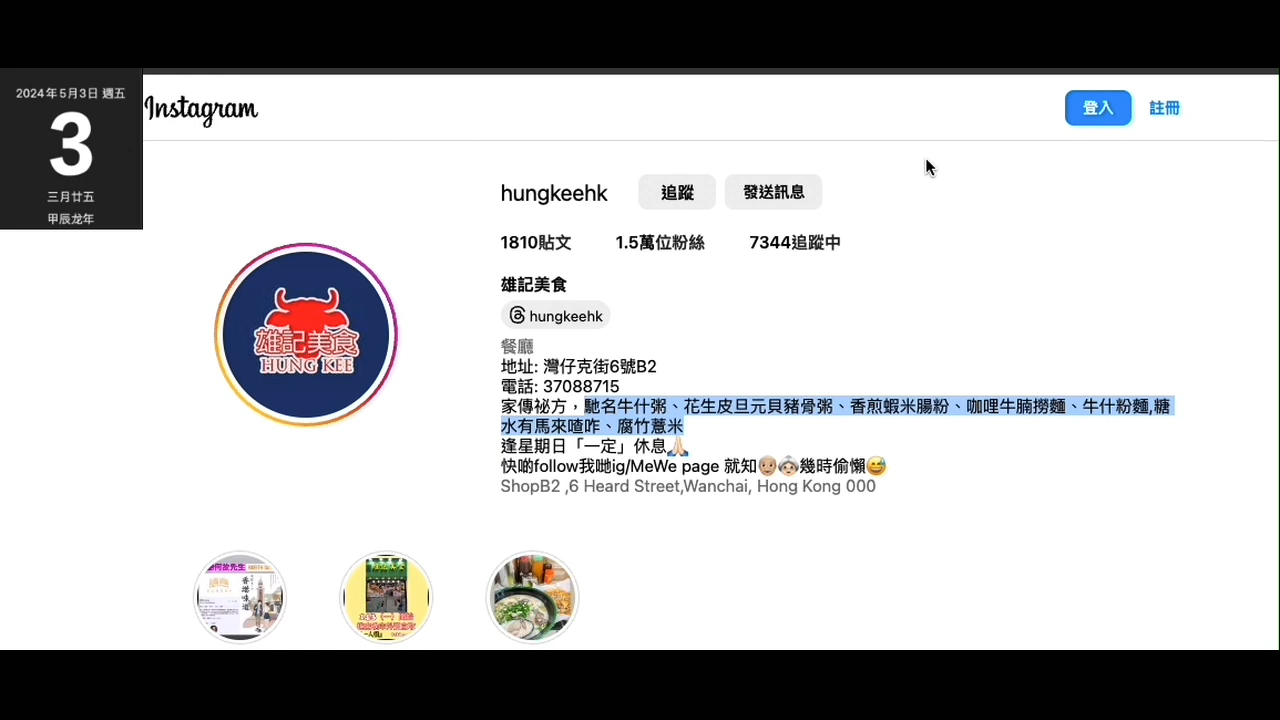 2024年5月3日 週五
3
三月廿五
甲辰龙年
Instagram
登入
註冊
hungkeehk
追蹤
發送訊息
1810貼文
1.5萬位粉絲
7344追蹤中
雄記美食
hungkeehk
餐廳
地址: 灣仔克街6號B2
電話: 37088715
家傳祕方，馳名牛什粥、花生皮旦元貝豬骨粥、香煎蝦米腸粉、咖哩牛腩撈麵、牛什粉麵,糖
水有馬來喳咋、腐竹薏米
逢星期日「一定」休息🙏🏻
快啲follow我哋ig/MeWe page 就知👴🏼👵🏻幾時偷懶😅
ShopB2 ,6 Heard Street,Wanchai, Hong Kong 000
雄記美食
HUNG KEE
何故先生
香港味道